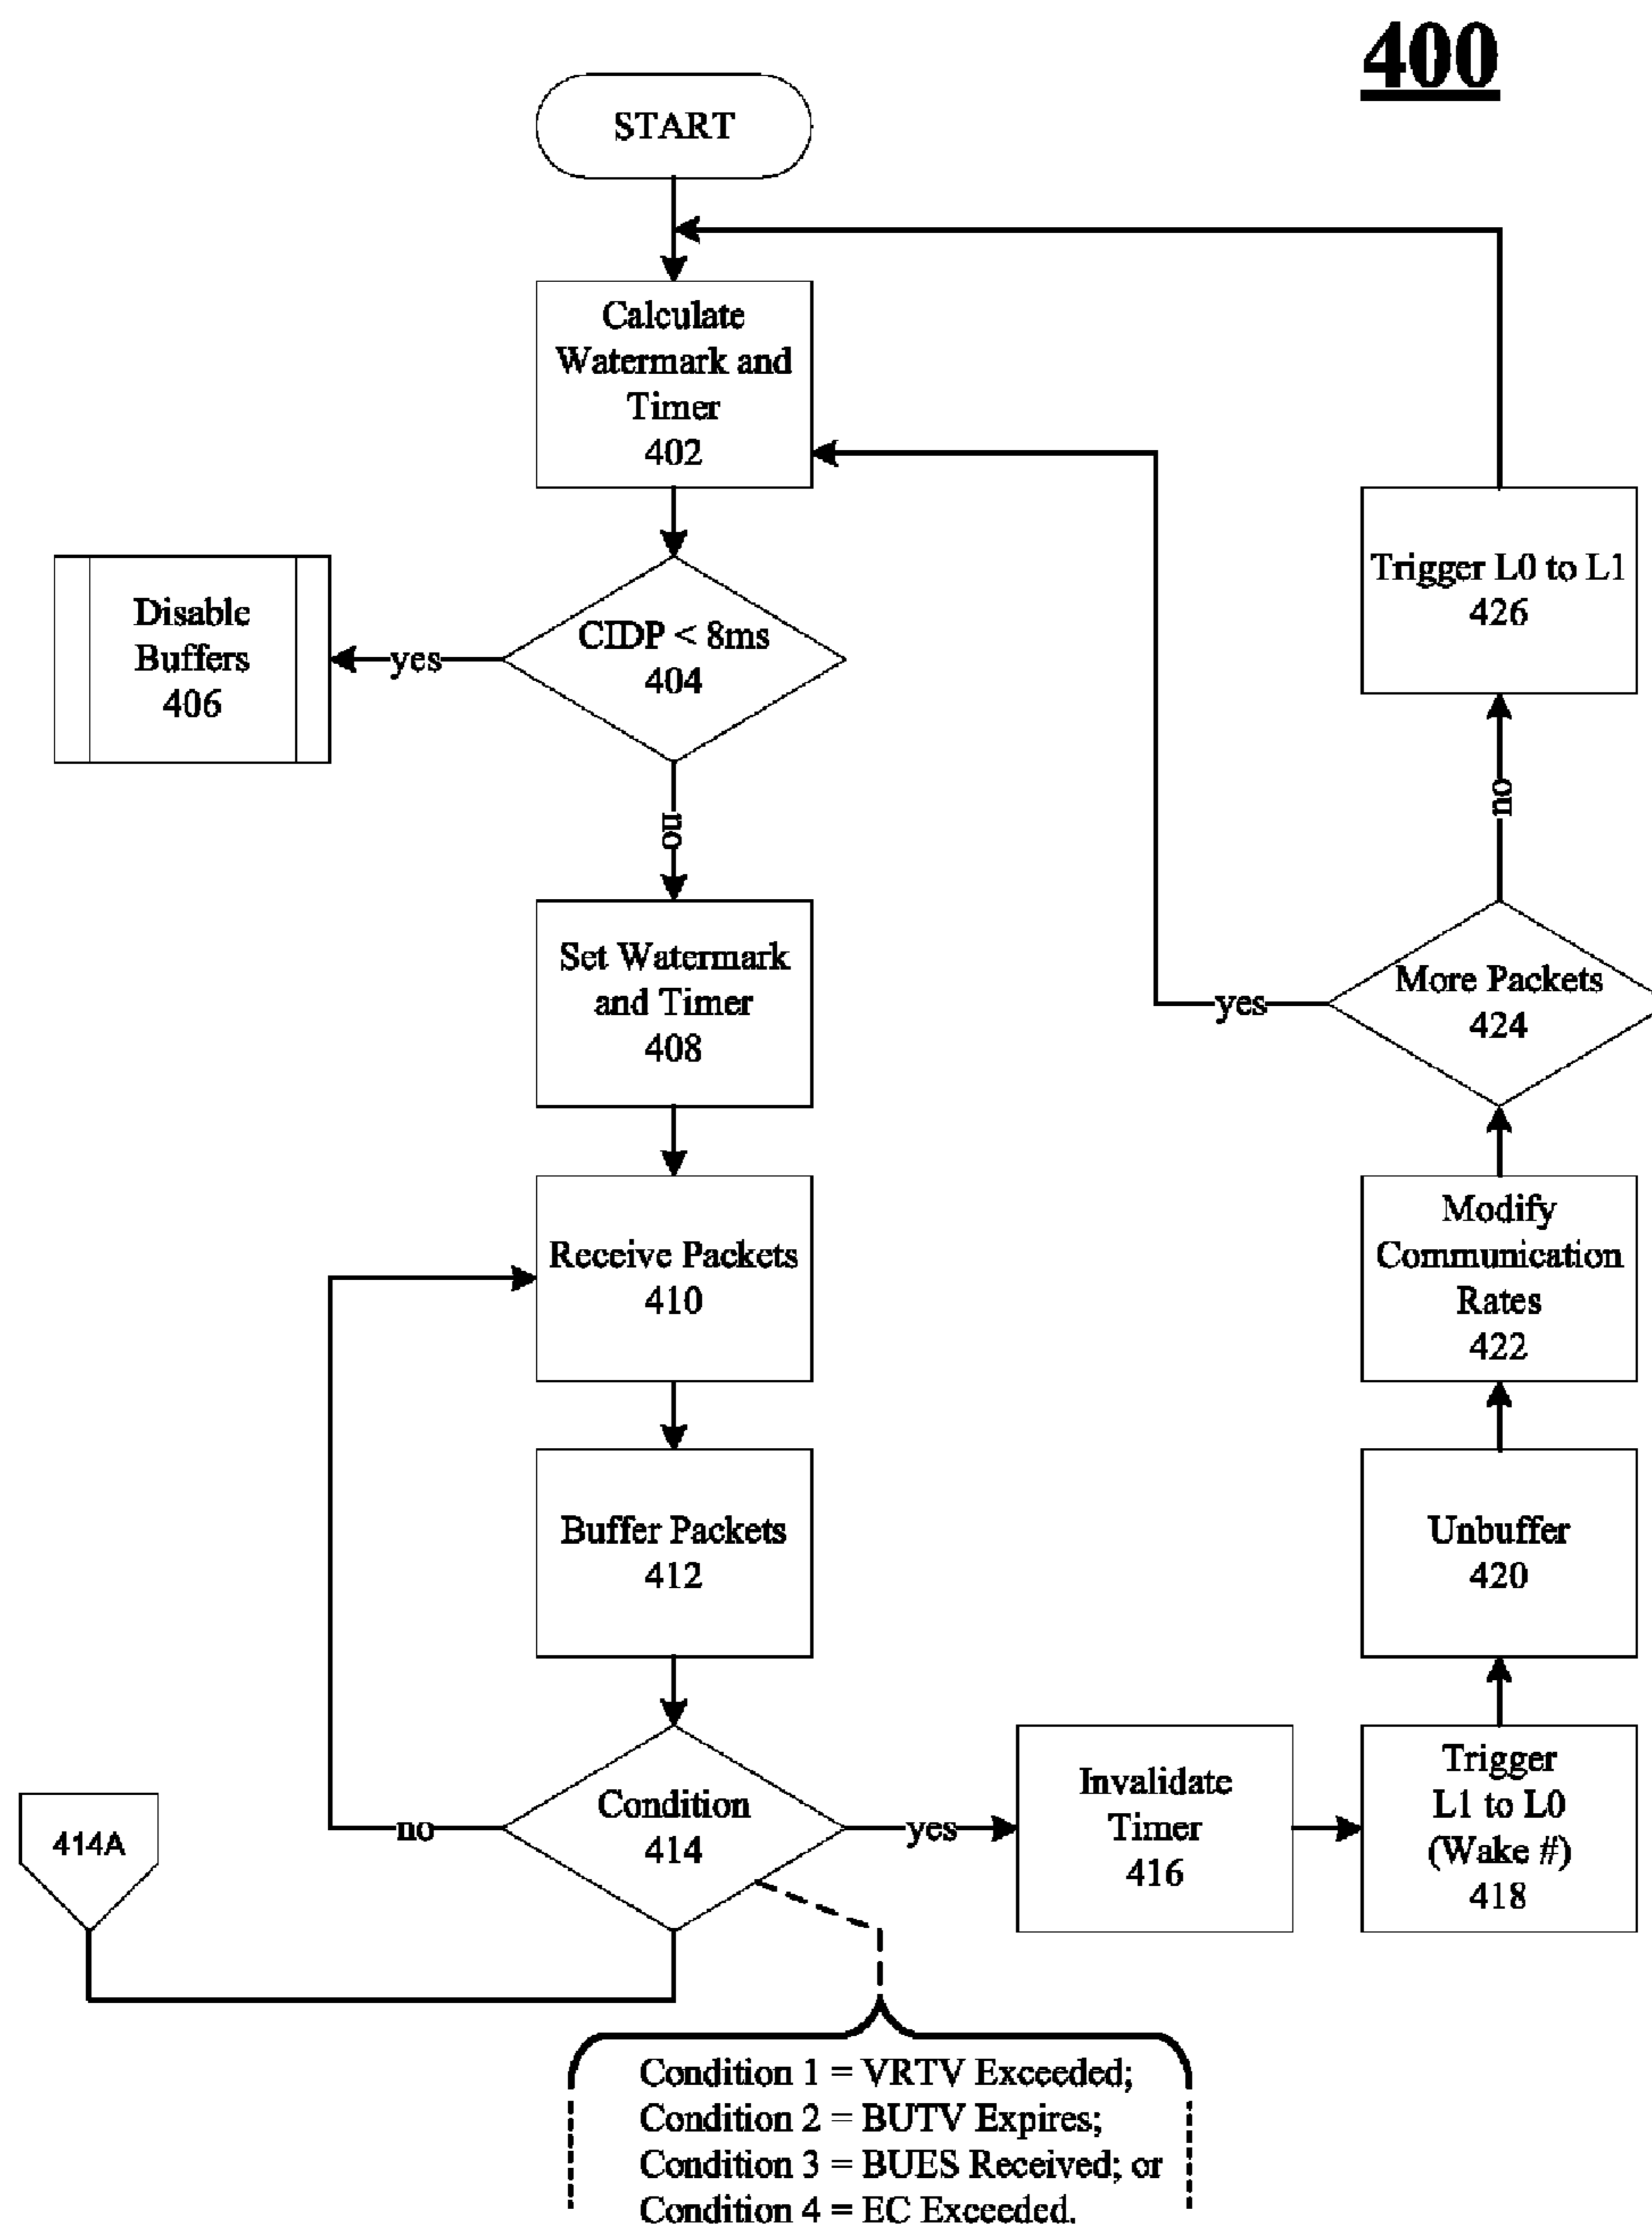 400
START
Calculate
Watermark and
Timer
402
CIDP < 8ms
404
yes
Disable
Buffers
406
no
Set Watermark
and Timer
408
Receive Packets
410
Buffer Packets
412
Condition
414
no
414A
yes
Invalidate
Timer
416
Trigger
L1 to L0
(Wake #)
418
Unbuffer
420
Modify
Communication
Rates
422
More Packets
424
yes
no
Trigger L0 to L1
426
Condition 1 = VRTV Exceeded;
Condition 2 = BUTV Expires;
Condition 3 = BUES Received; or
Condition 4 = EC Exceeded.